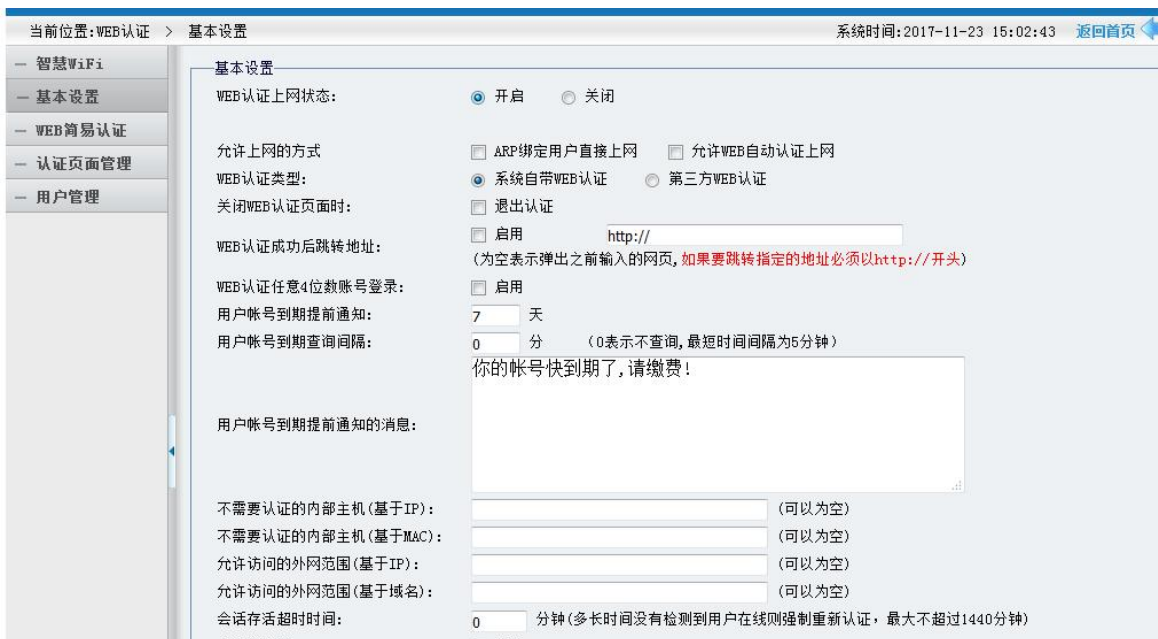 当前位置:WEB认证 > 基本设置 系统时间:2017-11-23 15:02:43 返回首页
— 智慧WiFi
— 基本设置
— WEB简易认证
— 认证页面管理
— 用户管理
基本设置
WEB认证上网状态: 开启 关闭
允许上网的方式 ARP绑定用户直接上网 允许WEB自动认证上网
WEB认证类型: 系统自带WEB认证 第三方WEB认证
关闭WEB认证页面时: 退出认证
WEB认证成功后跳转地址: 启用 http://
(为空表示弹出之前输入的网页,如果要跳转指定的地址必须以http://开头)
WEB认证任意4位数账号登录: 启用
用户帐号到期提前通知: 7 天
用户帐号到期查询间隔: 0 分 (0表示不查询,最短时间间隔为5分钟)
用户帐号到期提前通知的消息: 你的帐号快到期了,请缴费!
不需要认证的内部主机(基于IP): (可以为空)
不需要认证的内部主机(基于MAC): (可以为空)
允许访问的外网范围(基于IP): (可以为空)
允许访问的外网范围(基于域名): (可以为空)
会话存活超时时间: 0 分钟(多长时间没有检测到用户在线则强制重新认证，最大不超过1440分钟)